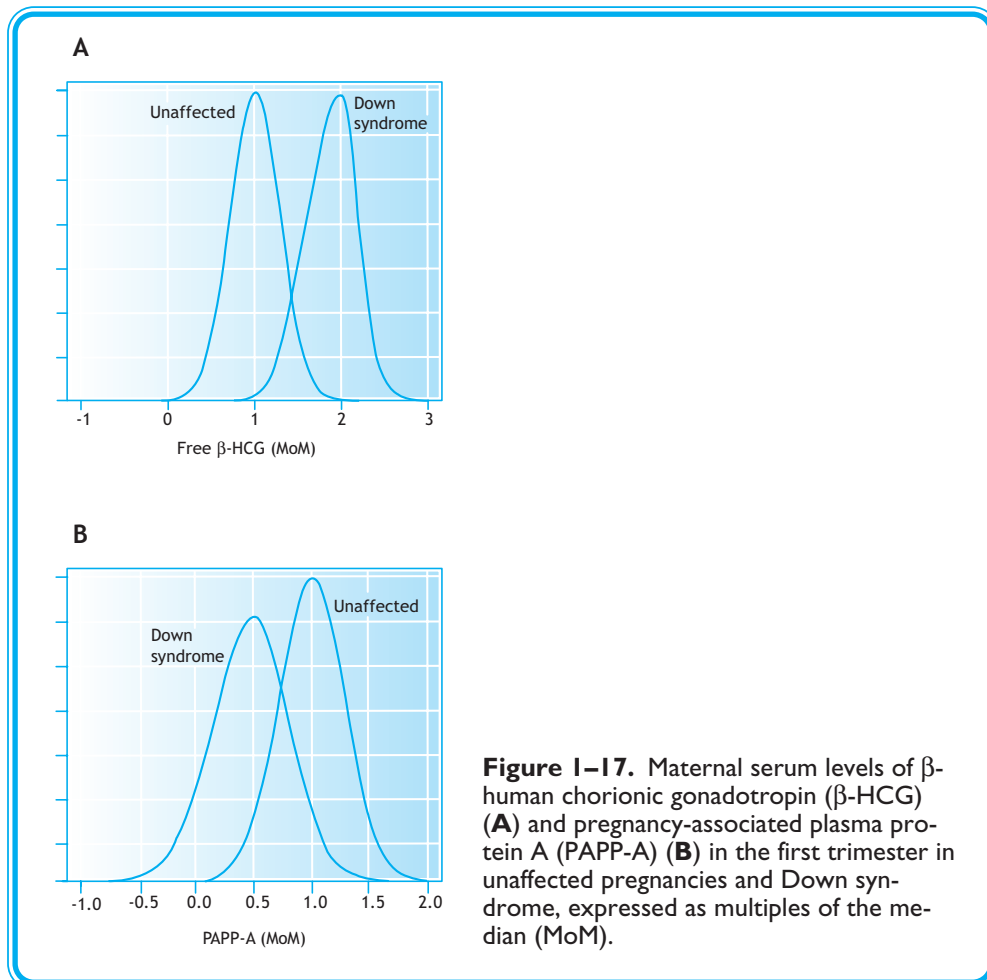 A
Unaffected
Down
syndrome
-1 0 1 2 3
Free β-HCG (MoM)
B
Unaffected
Down
syndrome
-1.0 -0.5 0.0 0.5 1.0 1.5 2.0
PAPP-A (MoM)
Figure 1–17. Maternal serum levels of β-
human chorionic gonadotropin (β-HCG)
(A) and pregnancy-associated plasma pro-
tein A (PAPP-A) (B) in the first trimester in
unaffected pregnancies and Down syn-
drome, expressed as multiples of the me-
dian (MoM).